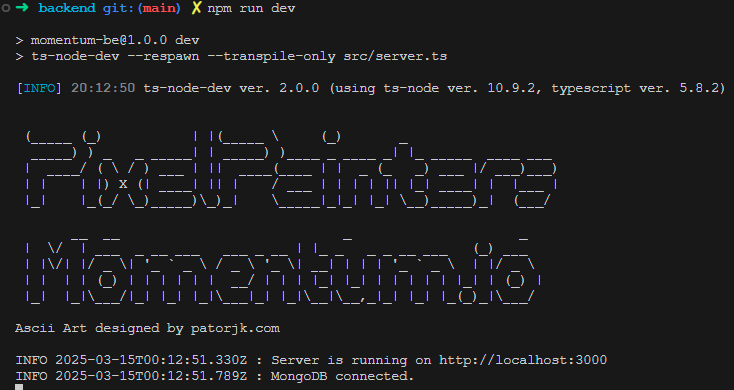 ➜ backend git:(main) ✗ npm run dev
> momentum-be@1.0.0 dev
> ts-node-dev --respawn --transpile-only src/server.ts
[INFO] 20:12:50 ts-node-dev ver. 2.0.0 (using ts-node ver. 10.9.2, typescript ver. 5.8.2)
PixelPainters
Momentum.io
Ascii Art designed by patorjk.com
INFO 2025-03-15T00:12:51.330Z : Server is running on http://localhost:3000
INFO 2025-03-15T00:12:51.789Z : MongoDB connected.